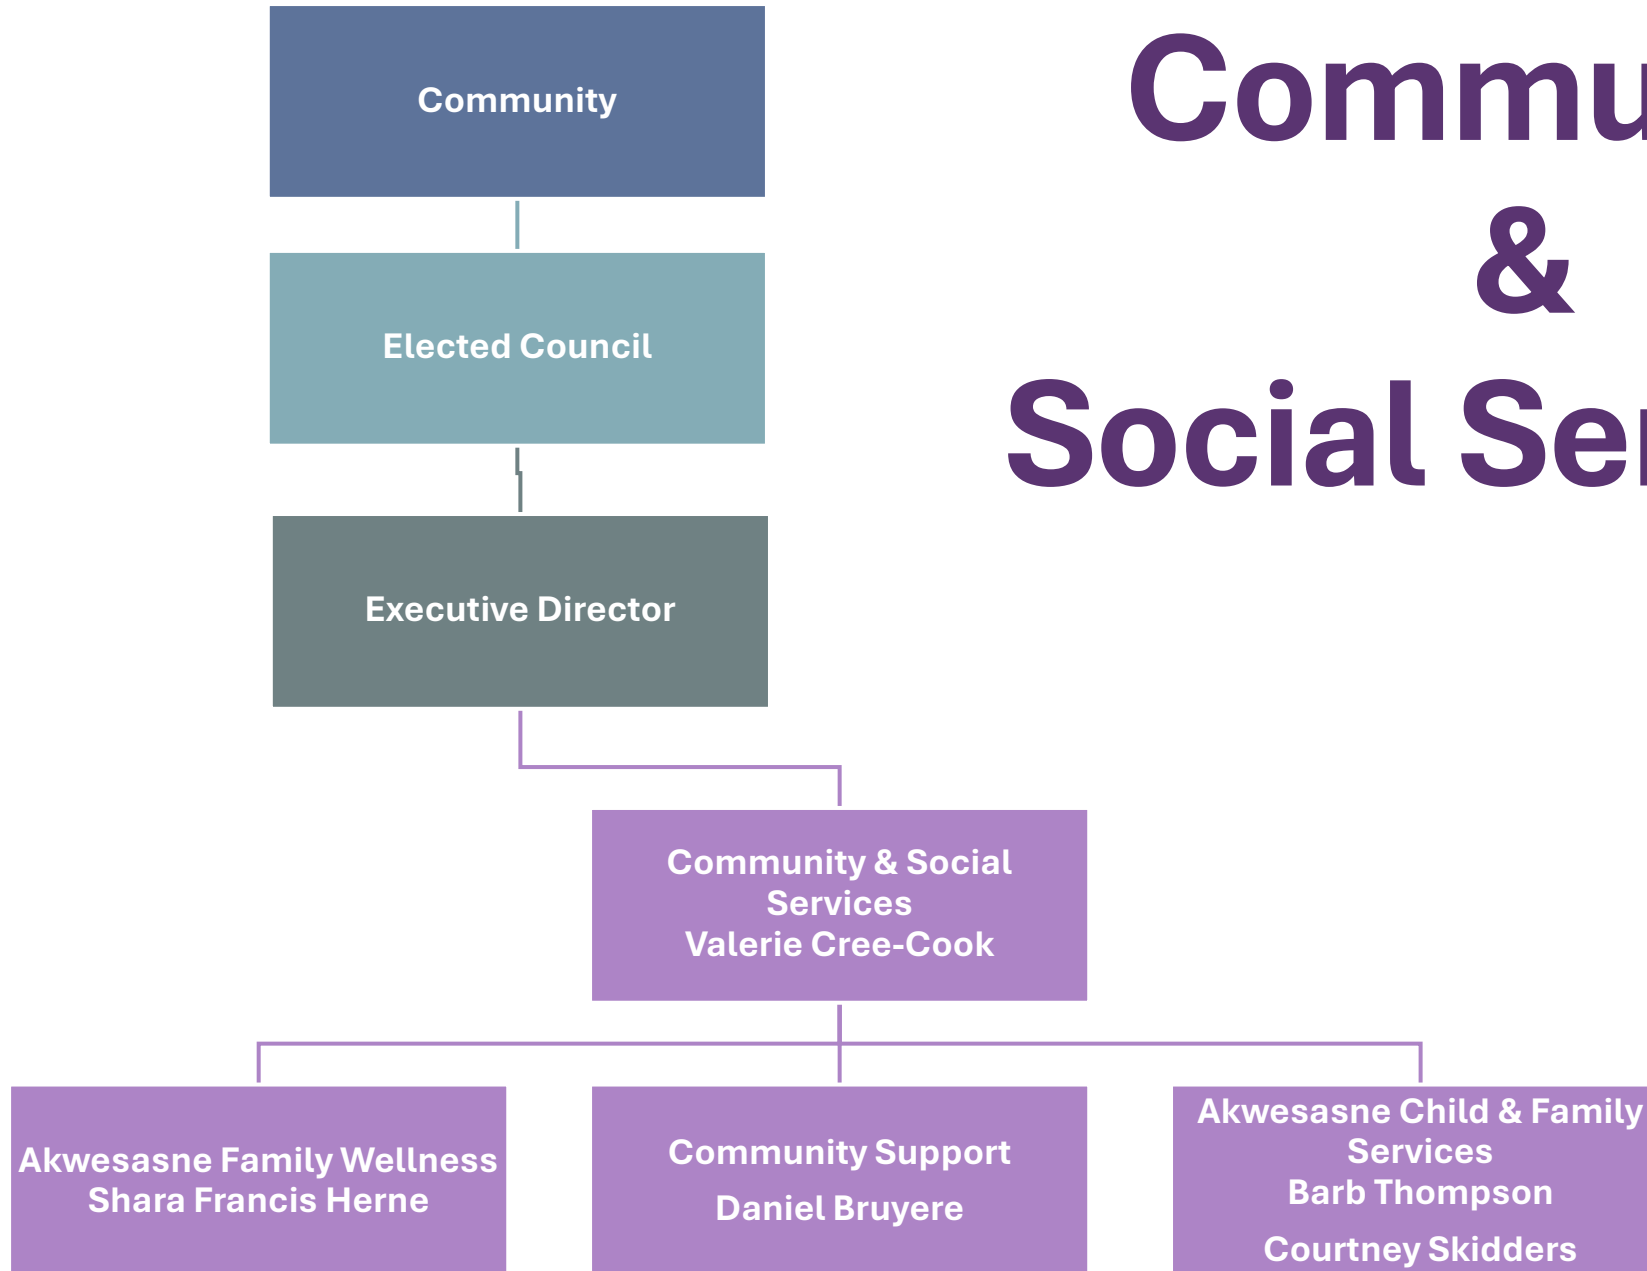 Community
Elected Council
Executive Director
Commu
&
Social Ser
Community & Social
Services
Valerie Cree-Cook
Akwesasne Family Wellness
Shara Francis Herne
Community Support
Daniel Bruyere
Akwesasne Child & Family
Services
Barb Thompson
Courtney Skidders